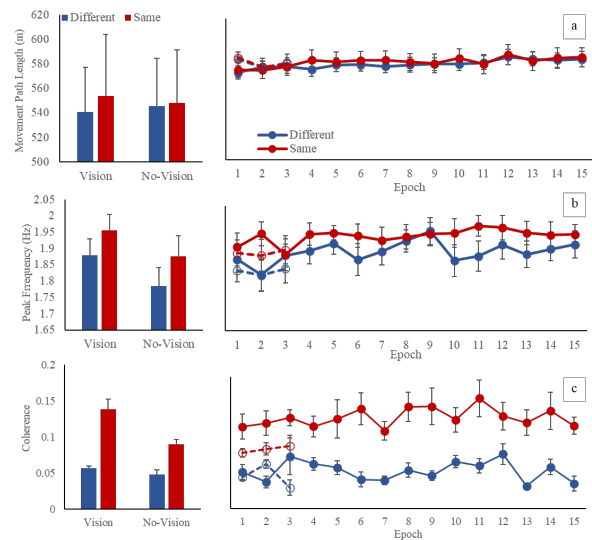 Different Same
a
Movement Path Length (m)
620
600
580
560
540
520
500
Vision No-Vision
Different
Same
1 2 3 4 5 6 7 8 9 10 11 12 13 14 15
Epoch
b
Peak Frrequency (Hz)
2.05
2
1.95
1.9
1.85
1.8
1.75
1.7
1.65
Vision No-Vision
1 2 3 4 5 6 7 8 9 10 11 12 13 14 15
Epoch
c
Coherence
0.2
0.15
0.1
0.05
0
Vision No-Vision
1 2 3 4 5 6 7 8 9 10 11 12 13 14 15
Epoch